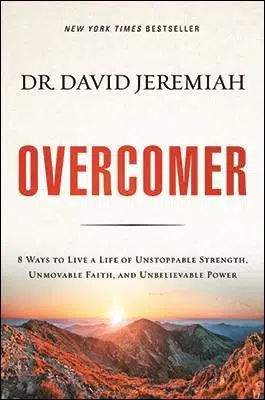 NEW YORK TIMES BESTSELLER
DR. DAVID JEREMIAH
OVERCOMER
8 WAYS TO LIVE A LIFE OF UNSTOPPABLE STRENGTH,
UNMOVABLE FAITH, AND UNBELIEVABLE POWER